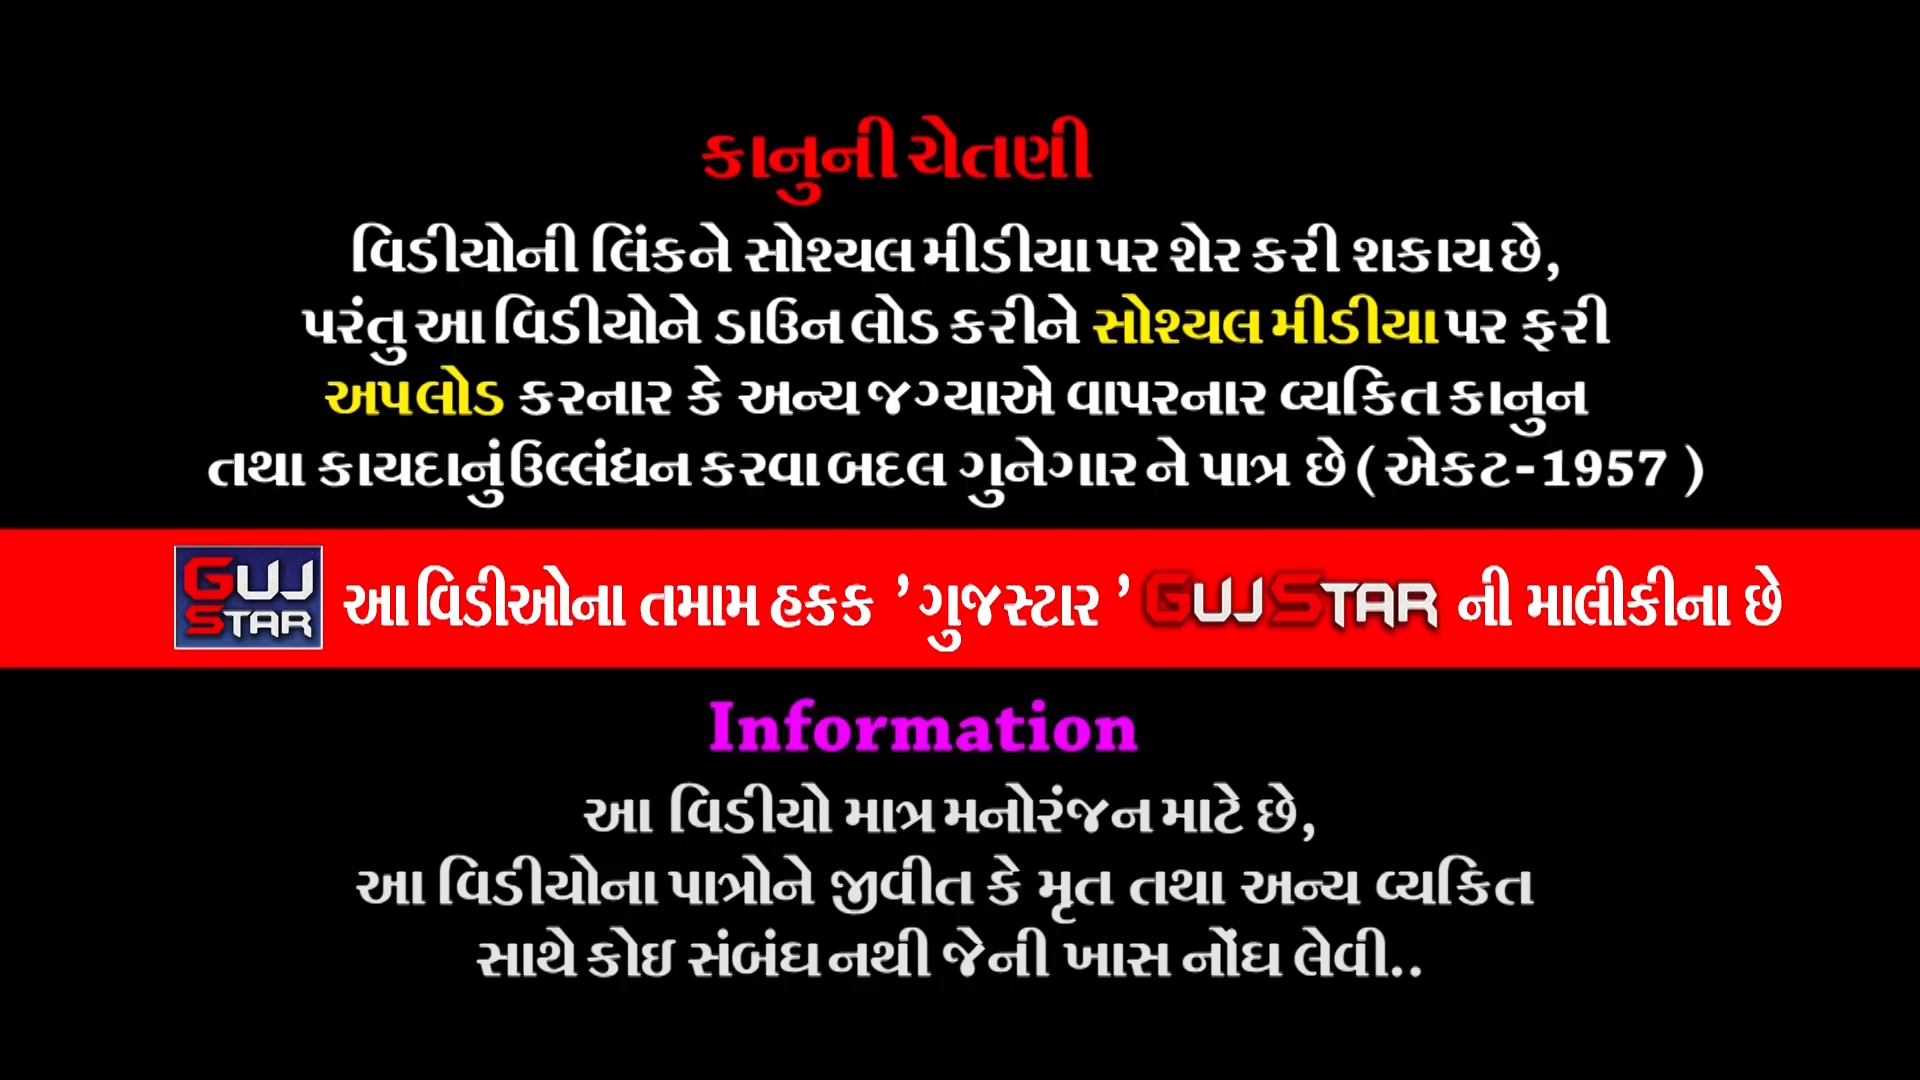 કાનુની ચેતણી
વિડીયોની લિંકને સોશ્યલ મીડીયા પર શેર કરી શકાય છે,
પરંતુ આ વિડીયોને ડાઉનલોડ કરીને સોશ્યલ મીડીયા પર ફરી
અપલોડ કરનાર કે અન્ય જગ્યાએ વાપરનાર વ્યકિત કાનુન
તથા કાયદાનું ઉલ્લંઘન કરવા બદલ ગુનેગાર ને પાત્ર છે ( એકટ-1957 )
GUJ STAR આ વિડીઓના તમામ હકક ’ ગુજસ્ટાર ’ GUJ STAR ની માલીકીના છે
Information
આ વિડીયો માત્ર મનોરંજન માટે છે,
આ વિડીયોના પાત્રોને જીવીત કે મૃત તથા અન્ય વ્યકિત
સાથે કોઇ સંબંઘ નથી જેની ખાસ નોંઘ લેવી..